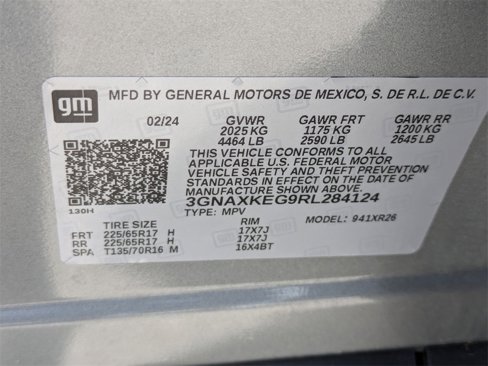 gm
MFD BY GENERAL MOTORS DE MEXICO, S. DE R.L. DE C.V.
02/24 GVWR GAWR FRT GAWR RR
2025 KG 1175 KG 1200 KG
4464 LB 2590 LB 2645 LB
THIS VEHICLE CONFORMS TO ALL
APPLICABLE U.S. FEDERAL MOTOR
VEHICLE SAFETY AND THEFT PREVENTION
STANDARDS IN EFFECT ON THE DATE OF
MANUFACTURE SHOWN ABOVE.
3GNAXKEG9RL284124
130H
TYPE: MPV MODEL: 941XR26
TIRE SIZE RIM
FRT 225/65R17 H 17X7J
RR 225/65R17 H 17X7J
SPA T135/70R16 M 16X4BT